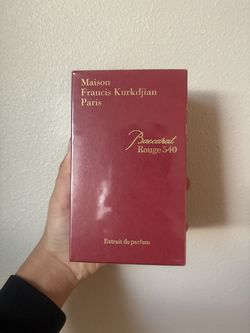 Maison
Francis Kurkdjian
Paris
Baccarat
Rouge 540
Extrait de parfum